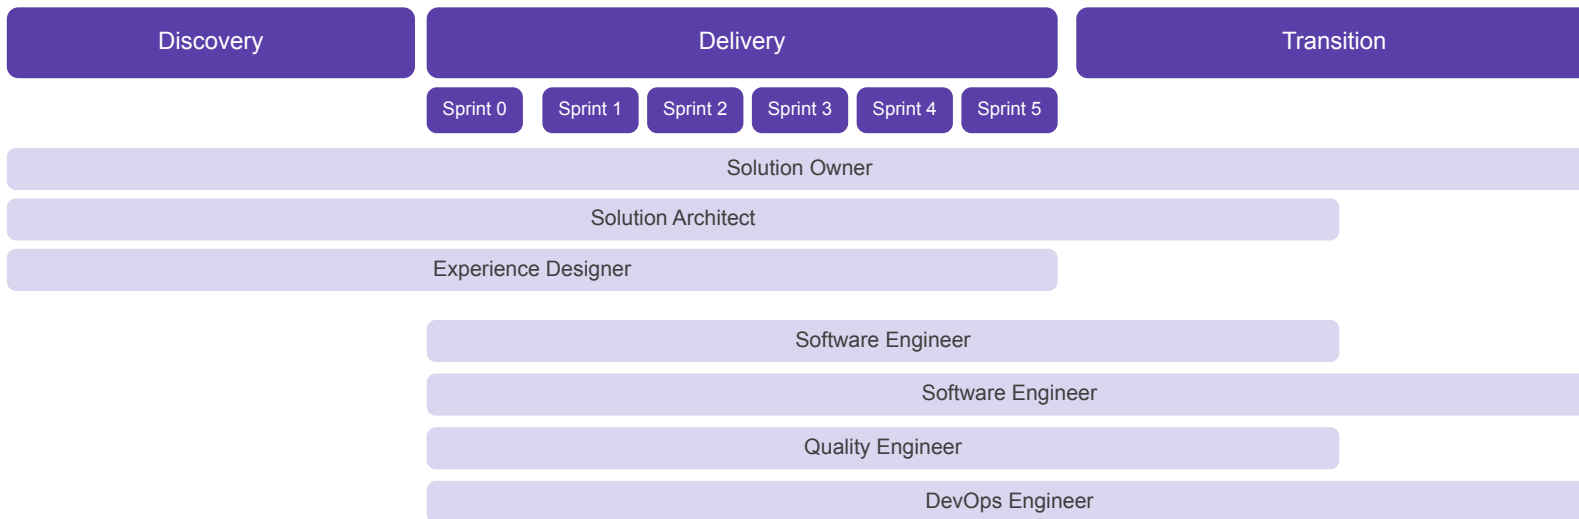 Discovery
Delivery
Transition
Sprint 0
Sprint 1
Sprint 2
Sprint 3
Sprint 4
Sprint 5
Solution Owner
Solution Architect
Experience Designer
Software Engineer
Software Engineer
Quality Engineer
DevOps Engineer